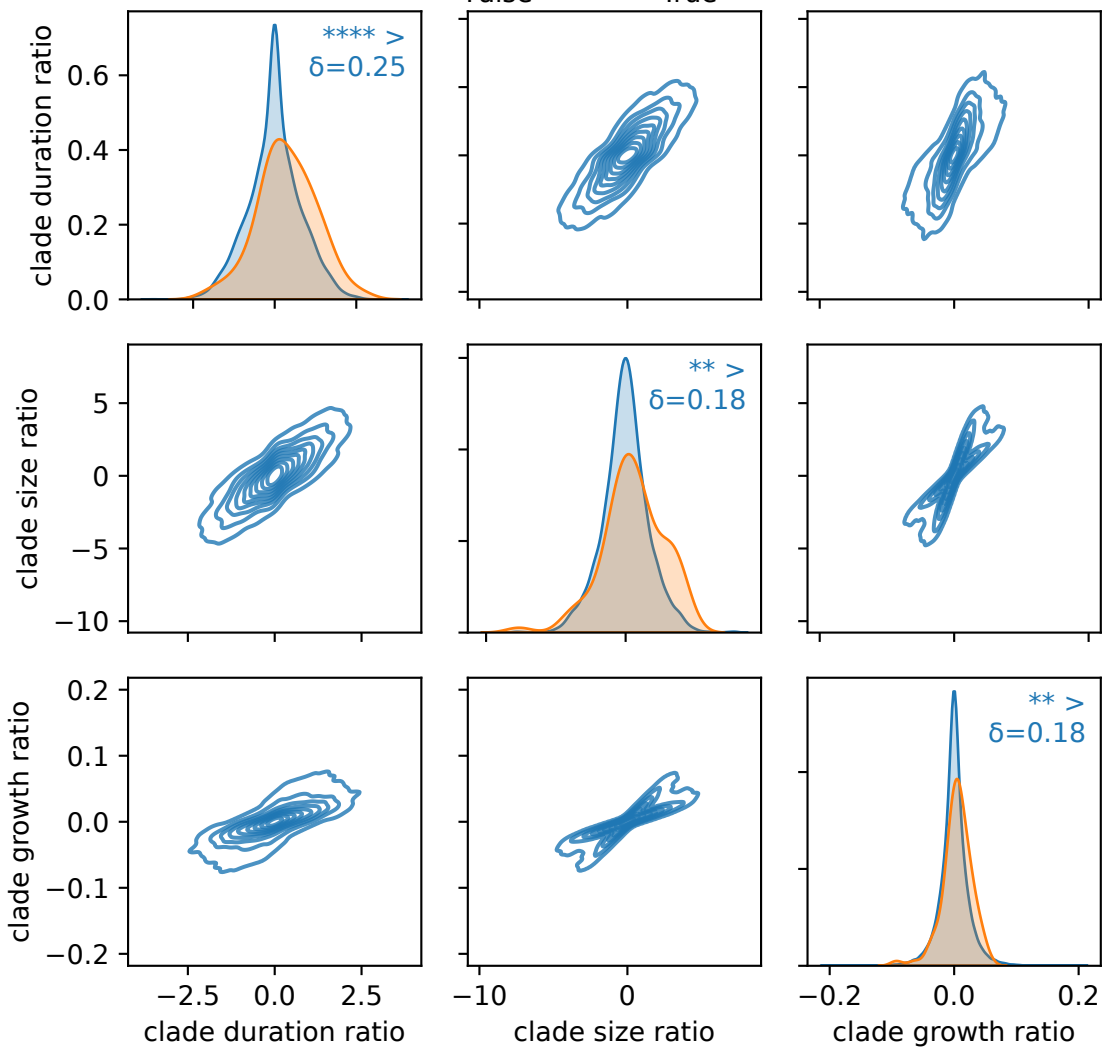 clade duration ratio
0.6
0.4
0.2
0.0
**** >
δ=0.25
clade size ratio
5
0
−5
−10
** >
δ=0.18
clade growth ratio
0.2
0.1
0.0
−0.1
−0.2
** >
δ=0.18
−2.5 0.0 2.5
−10 0
−0.2 0.0 0.2
clade duration ratio
clade size ratio
clade growth ratio